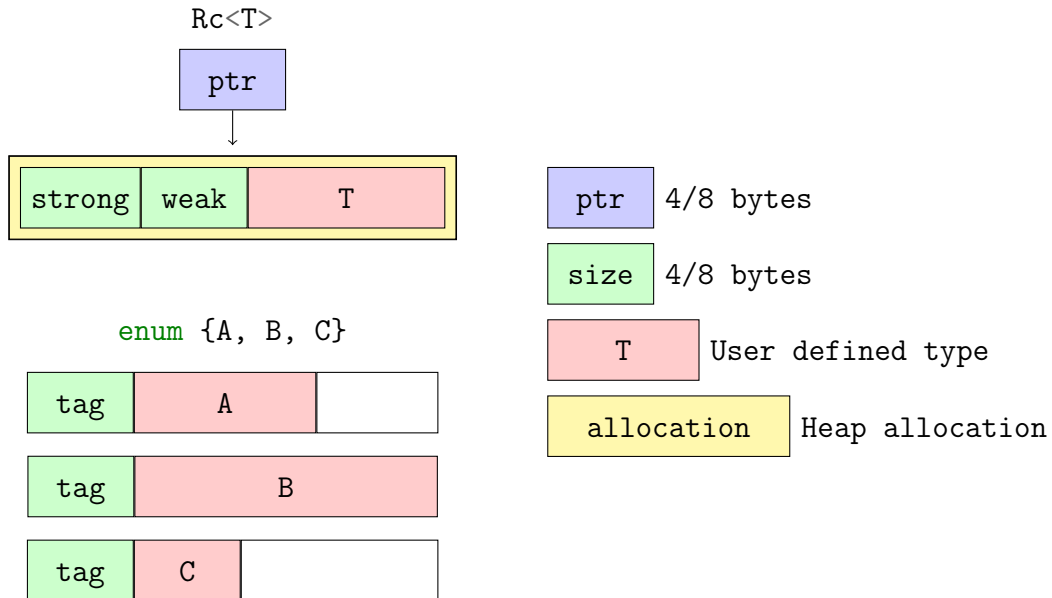 Rc<T>
ptr
strong weak T
enum {A, B, C}
tag A
tag B
tag C
ptr 4/8 bytes
size 4/8 bytes
T User defined type
allocation Heap allocation